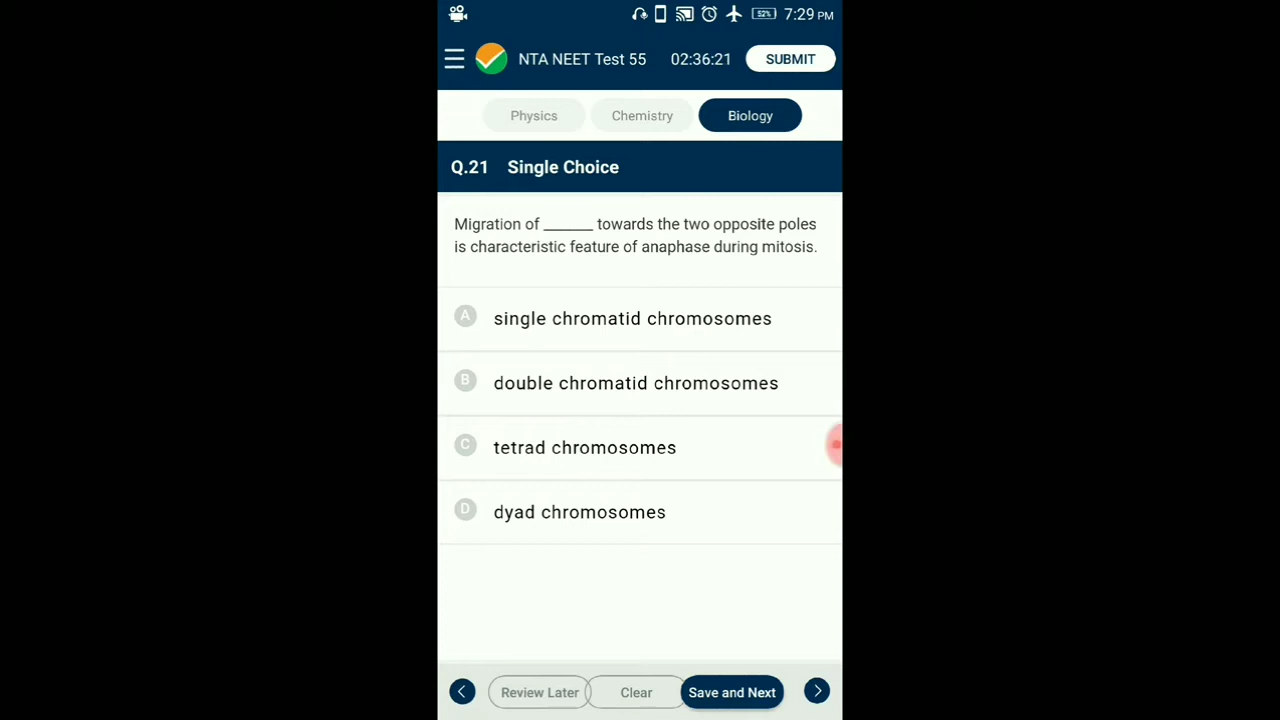 52% 7:29 PM
NTA NEET Test 55 02:36:21 SUBMIT
Physics Chemistry Biology
Q.21 Single Choice
Migration of ______ towards the two opposite poles
is characteristic feature of anaphase during mitosis.
A single chromatid chromosomes
B double chromatid chromosomes
C tetrad chromosomes
D dyad chromosomes
Review Later Clear Save and Next